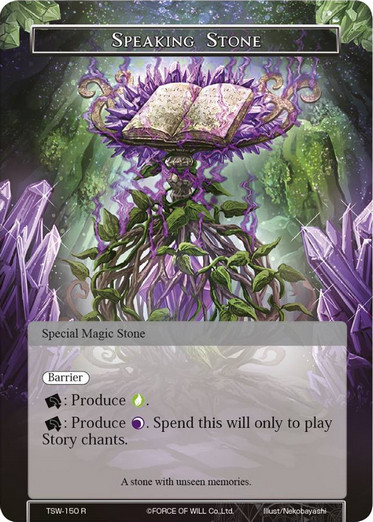 SPEAKING STONE
Special Magic Stone
Barrier
: Produce .
: Produce . Spend this will only to play
Story chants.
A stone with unseen memories.
TSW-150 R ©FORCE OF WILL Co.,Ltd. Illust/Nekobayashi